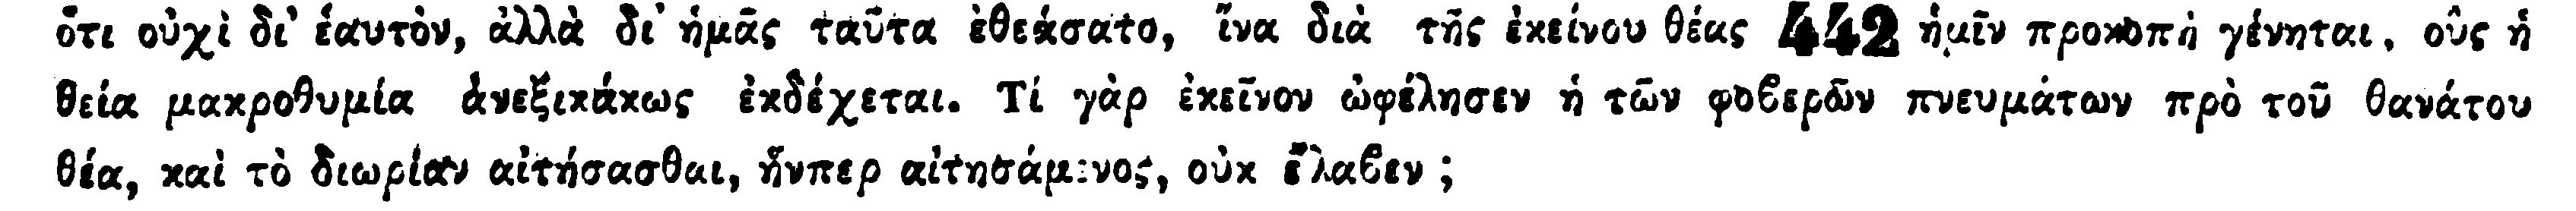 ὅτι οὐχὶ δι' ἑαυτὸν, ἀλλὰ δι' ἡμᾶς ταῦτα ἐθεάσατο, ἵνα διὰ τῆς ἐκείνου θέας 442 ἡμῖν προκοπὴ γένηται, οὓς ἡ
θεία μακροθυμία ἀνεξικάκως ἐκδέχεται. Τί γὰρ ἐκεῖνον ὠφέλησεν ἡ τῶν φοϐερῶν πνευμάτων πρὸ τοῦ θανάτου
θέα, καὶ τὸ διωρίαν αἰτήσασθαι, ἥνπερ αἰτησάμενος, οὐκ ἔλαϐεν ;